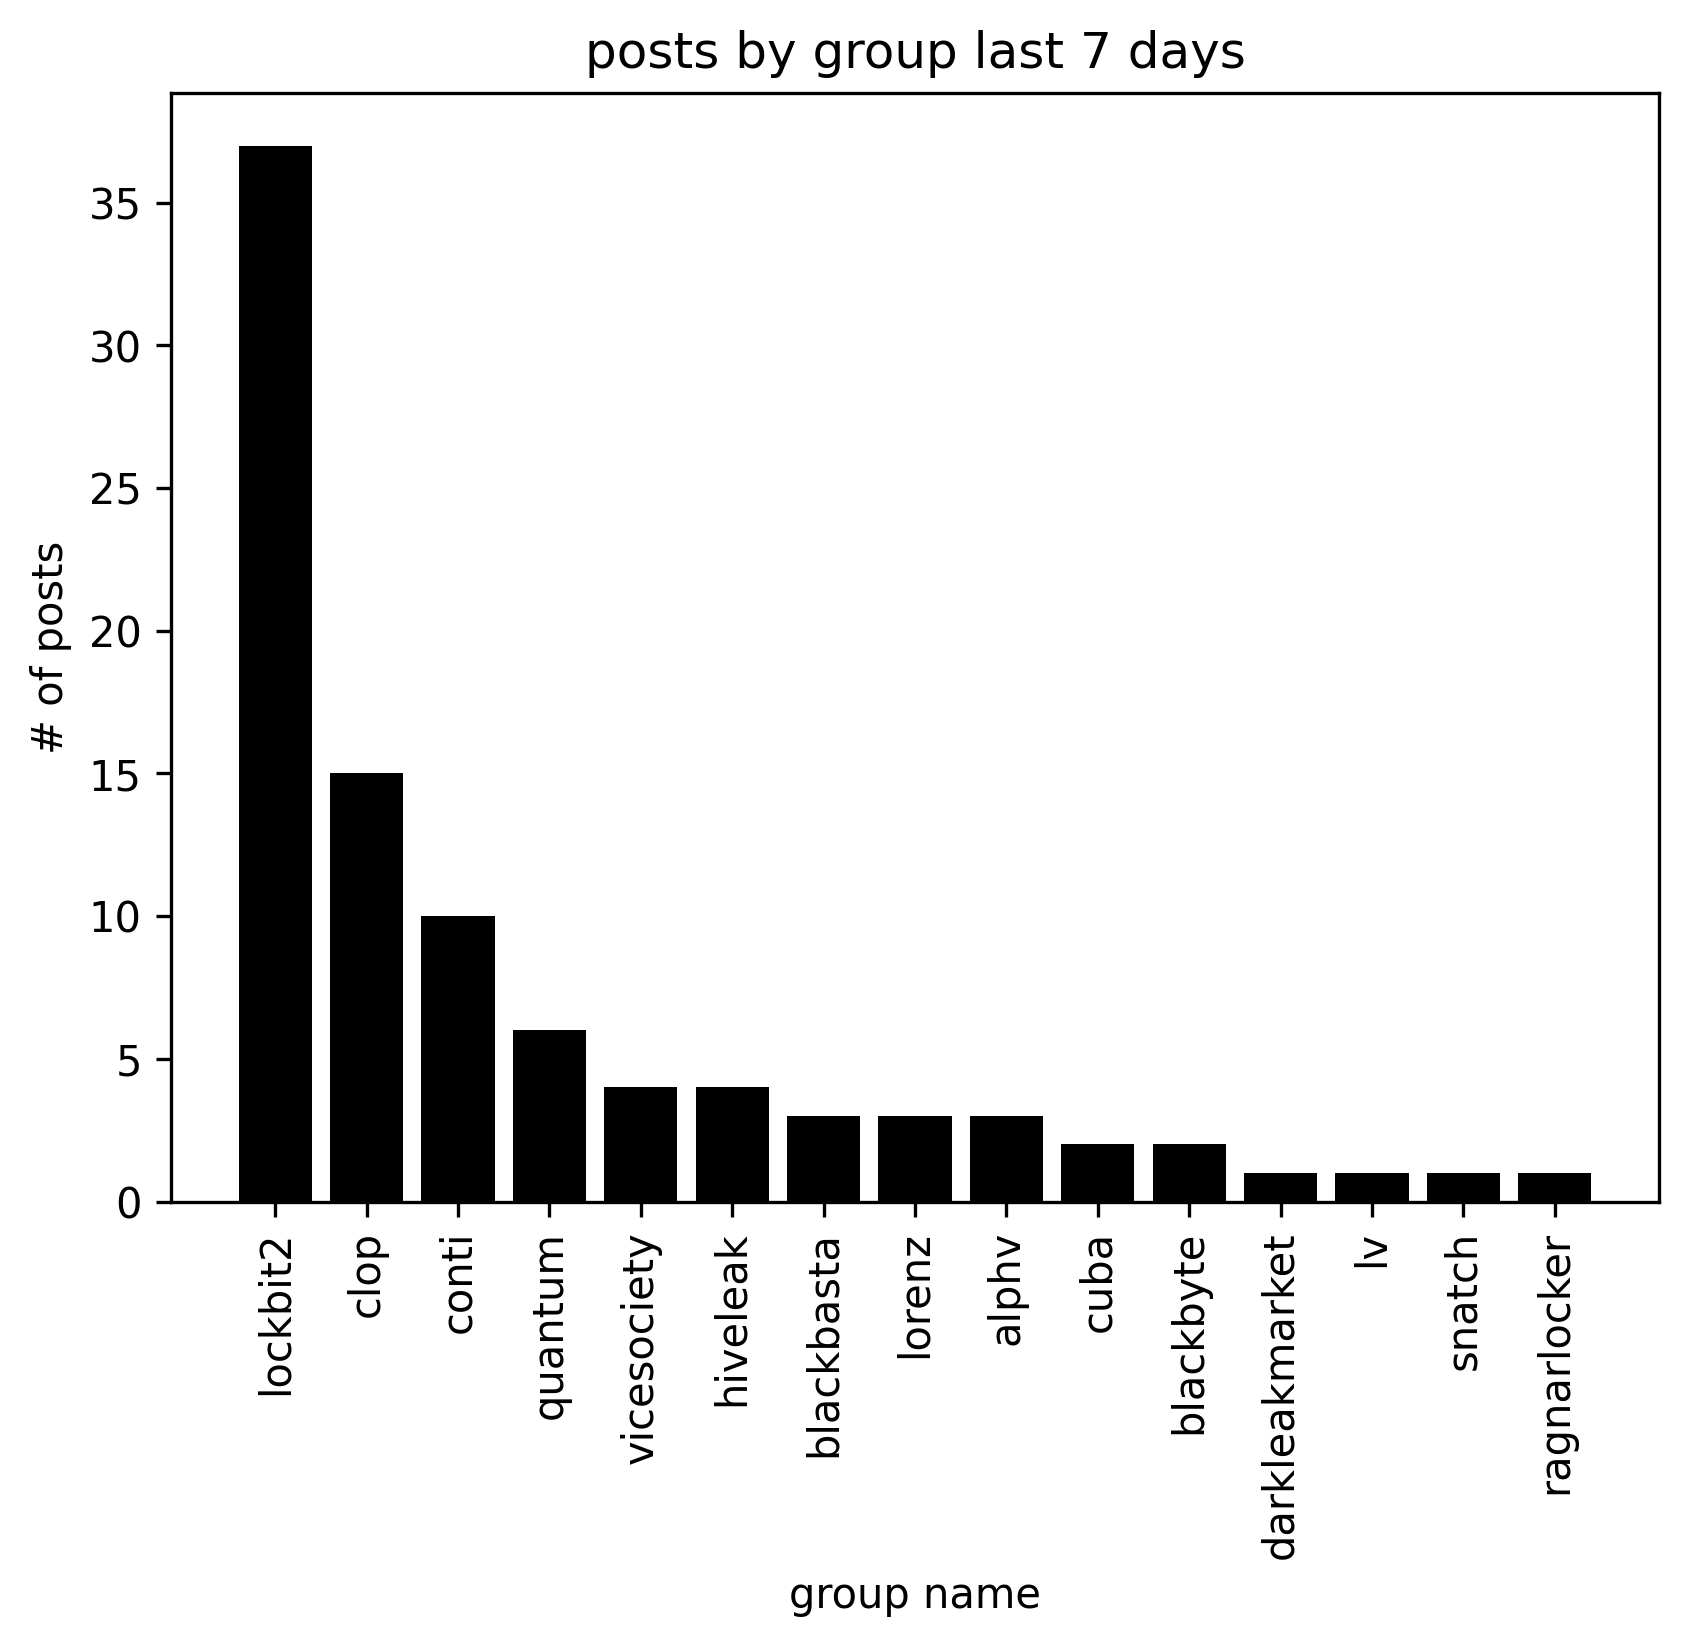 posts by group last 7 days
# of posts
35
30
25
20
15
10
5
0
lockbit2
clop
conti
quantum
vicesociety
hiveleak
blackbasta
lorenz
alphv
cuba
blackbyte
darkleakmarket
lv
snatch
ragnarlocker
group name